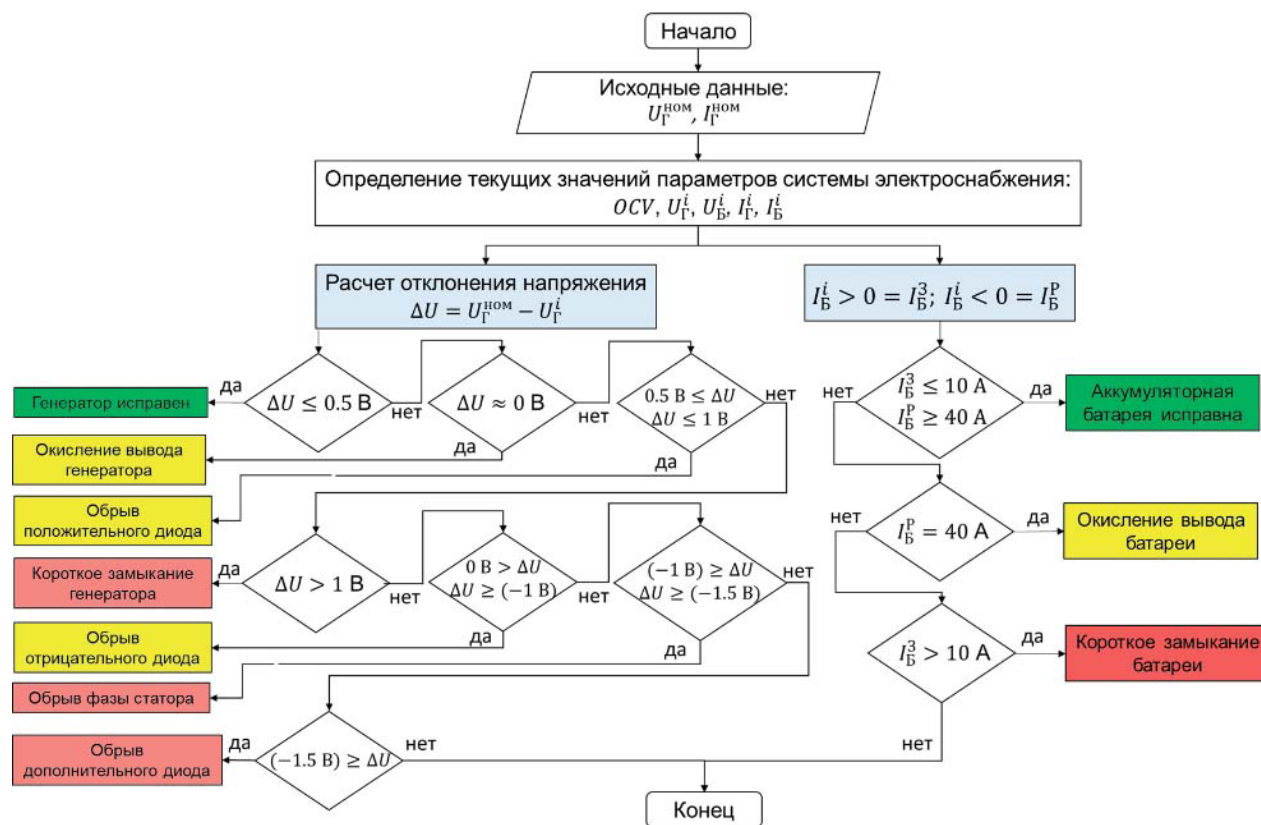 Начало
Исходные данные:
U_Г^ном, I_Г^ном
Определение текущих значений параметров системы электроснабжения:
OCV, U_Г^i, U_Б^i, I_Г^i, I_Б^i
Расчет отклонения напряжения
ΔU = U_Г^ном − U_Г^i
I_Б^i > 0 = I_Б^З; I_Б^i < 0 = I_Б^Р
да
ΔU ≤ 0.5 В
нет
ΔU ≈ 0 В
нет
да
0.5 В ≤ ΔU
ΔU ≤ 1 В
нет
да
Генератор исправен
Окисление вывода
генератора
Обрыв
положительного диода
да
ΔU > 1 В
нет
0 В > ΔU
ΔU ≥ (−1 В)
нет
да
(−1 В) ≥ ΔU
ΔU ≥ (−1.5 В)
нет
да
Короткое замыкание
генератора
Обрыв
отрицательного диода
Обрыв фазы статора
Обрыв
дополнительного диода
да
(−1.5 В) ≥ ΔU
нет
нет
I_Б^З ≤ 10 А
I_Б^Р ≥ 40 А
да
Аккумуляторная
батарея исправна
нет
I_Б^Р = 40 А
да
Окисление вывода
батареи
I_Б^З > 10 А
да
Короткое замыкание
батареи
нет
Конец